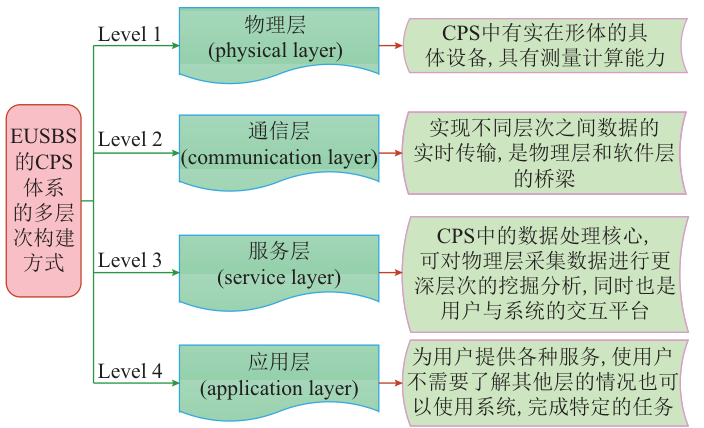 EUSBS
的CPS
体系
的多层
次构建
方式
Level 1
物理层
(physical layer)
CPS中有实在形体的具
体设备,具有测量计算能力
Level 2
通信层
(communication layer)
实现不同层次之间数据的
实时传输,是物理层和软件层
的桥梁
Level 3
服务层
(service layer)
CPS中的数据处理核心,
可对物理层采集数据进行更
深层次的挖掘分析,同时也是
用户与系统的交互平台
Level 4
应用层
(application layer)
为用户提供各种服务,使用户
不需要了解其他层的情况也可
以使用系统,完成特定的任务